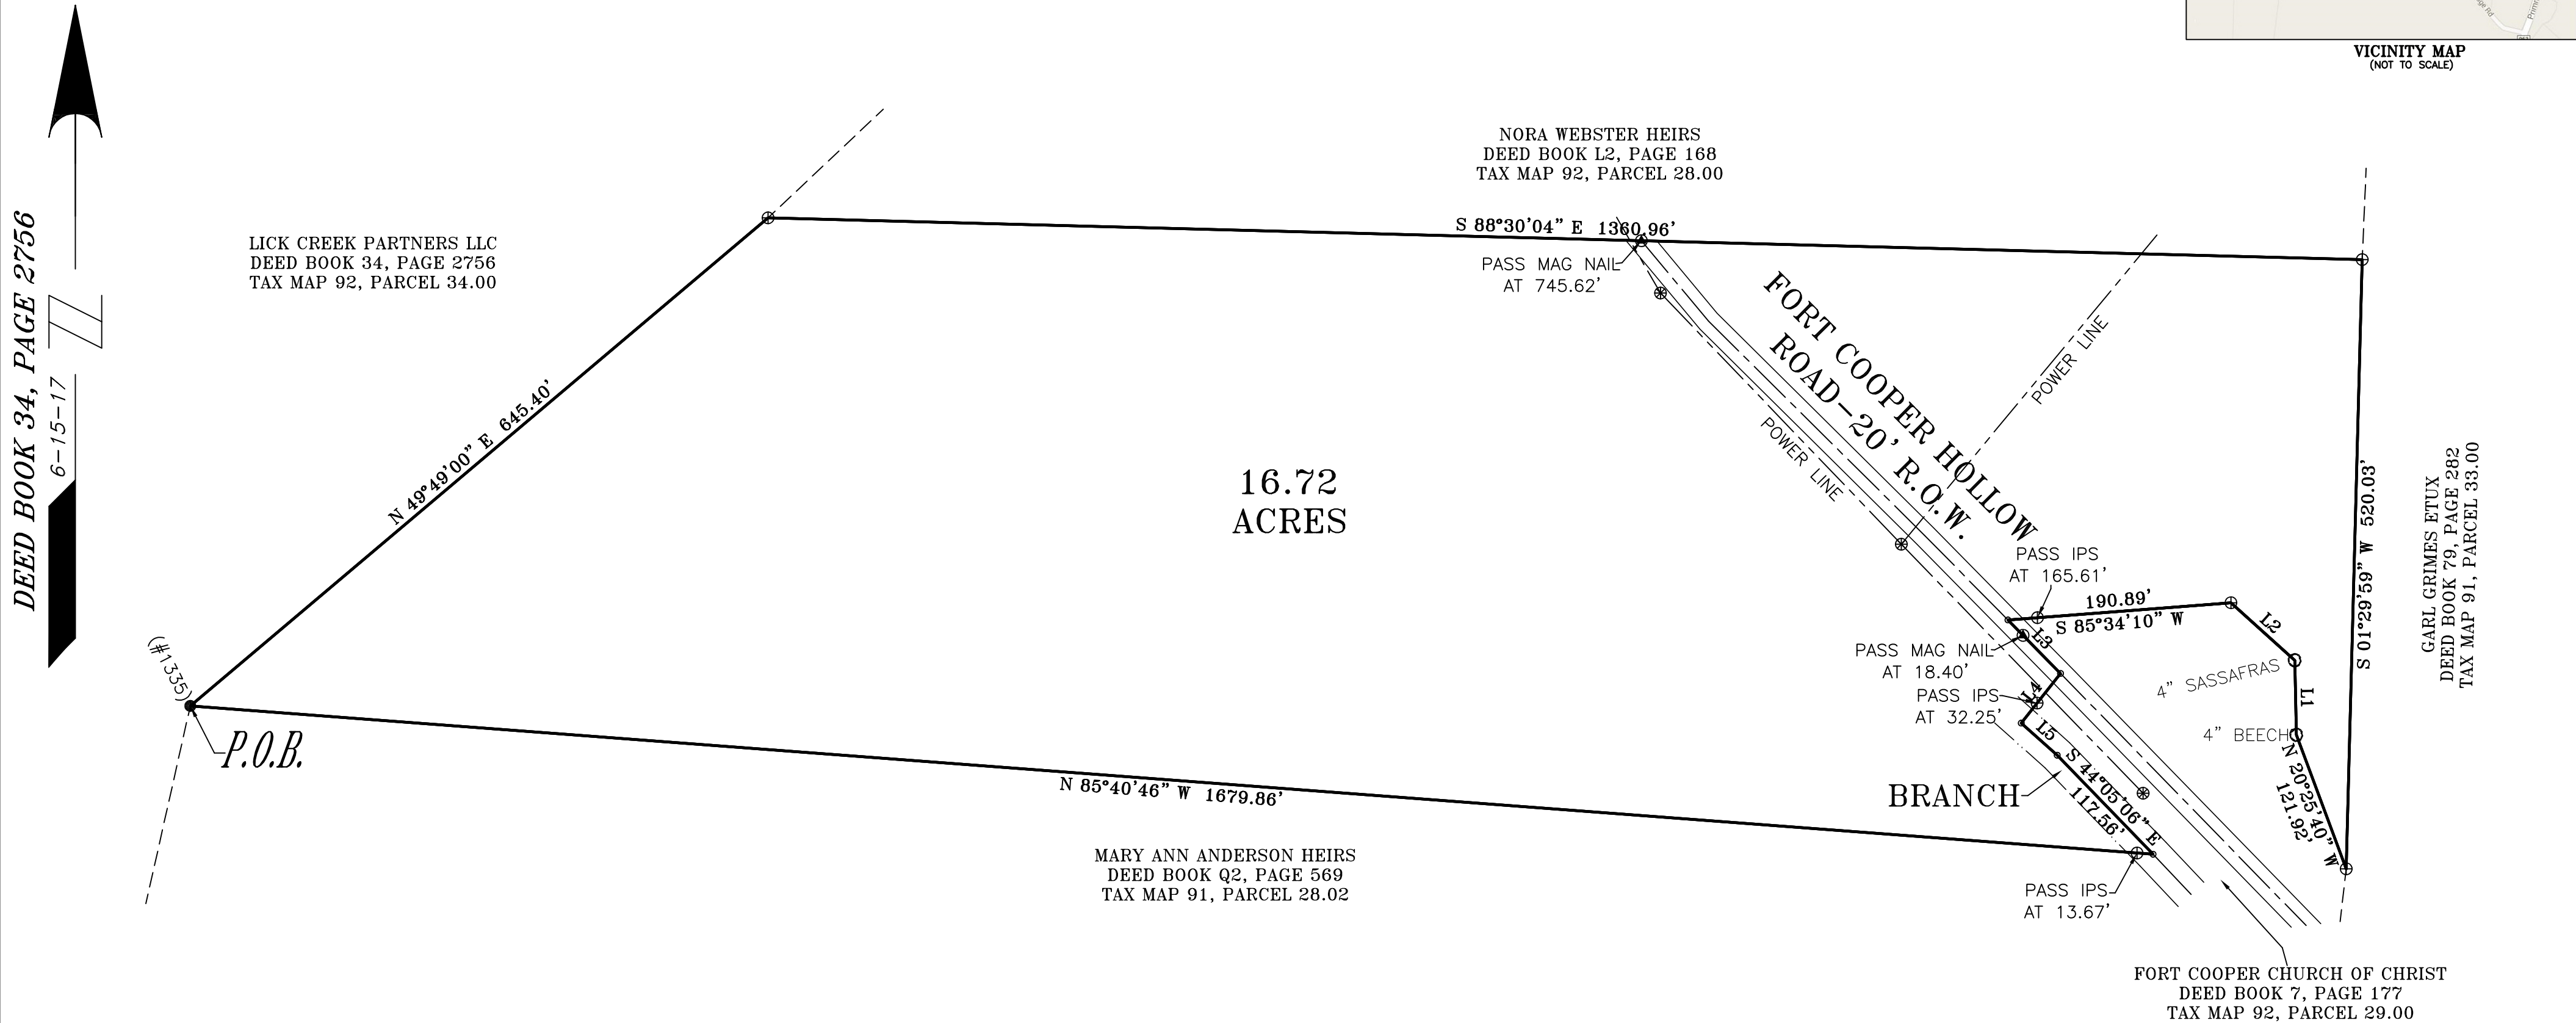 VICINITY MAP
(NOT TO SCALE)
DEED BOOK 34, PAGE 2756
6-15-17
NORA WEBSTER HEIRS
DEED BOOK L2, PAGE 168
TAX MAP 92, PARCEL 28.00
LICK CREEK PARTNERS LLC
DEED BOOK 34, PAGE 2756
TAX MAP 92, PARCEL 34.00
S 88°30'04" E 1360.96'
PASS MAG NAIL
AT 745.62'
FORT COOPER HOLLOW
ROAD-20' R.O.W.
POWER LINE
POWER LINE
N 49°49'00" E 645.40'
16.72
ACRES
S 01°29'59" W 520.03'
GARL GRIMES ETUX
DEED BOOK 79, PAGE 282
TAX MAP 91, PARCEL 33.00
PASS IPS
AT 165.61'
190.89'
S 85°34'10" W
L2
L3
PASS MAG NAIL
AT 18.40'
4" SASSAFRAS
L1
L4
PASS IPS
AT 32.25'
L5
4" BEECH
N 20°25'40" W
121.92'
(#1335)
P.O.B.
S 44°05'06" E
117.56'
BRANCH
N 85°40'46" W 1679.86'
MARY ANN ANDERSON HEIRS
DEED BOOK Q2, PAGE 569
TAX MAP 91, PARCEL 28.02
PASS IPS
AT 13.67'
FORT COOPER CHURCH OF CHRIST
DEED BOOK 7, PAGE 177
TAX MAP 92, PARCEL 29.00